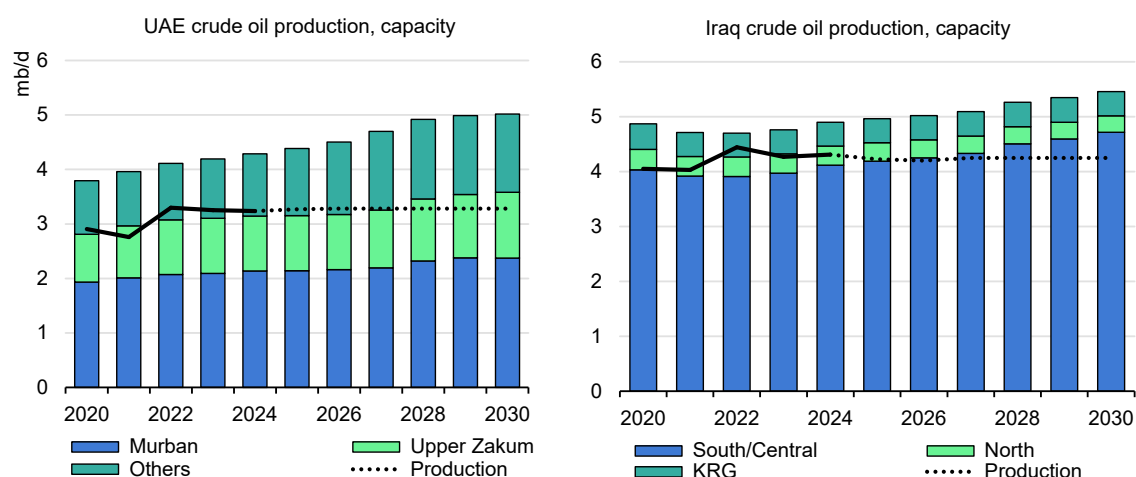 UAE crude oil production, capacity
mb/d
6
5
4
3
2
1
0
2020 2022 2024 2026 2028 2030
Murban Upper Zakum
Others Production
Iraq crude oil production, capacity
6
5
4
3
2
1
0
2020 2022 2024 2026 2028 2030
South/Central North
KRG Production